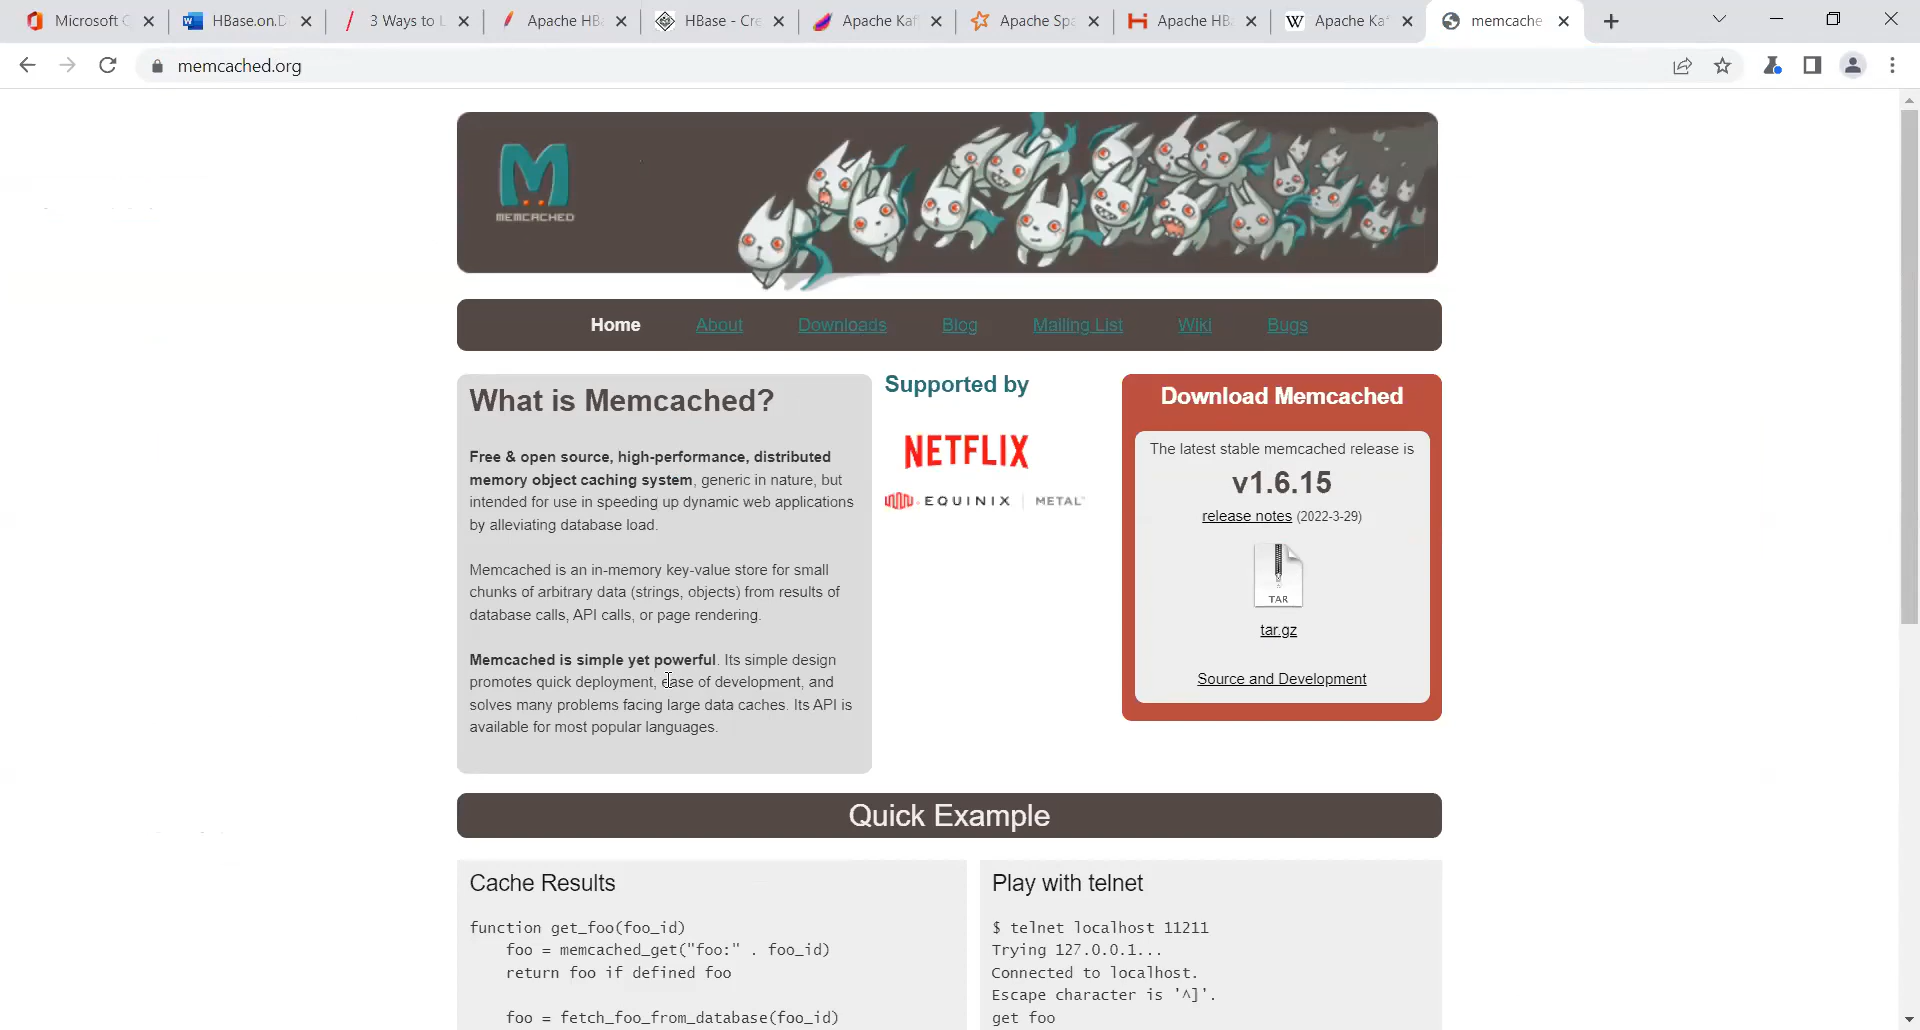 Microsoft
HBase.on.D
3 Ways to L
Apache HBa
HBase - Cre
Apache Kaf
Apache Spa
Apache HBa
Apache Kaf
memcache
memcached.org
MEMCACHED
Home About Downloads Blog Mailing List Wiki Bugs
What is Memcached?
Free & open source, high-performance, distributed
memory object caching system, generic in nature, but
intended for use in speeding up dynamic web applications
by alleviating database load.
Memcached is an in-memory key-value store for small
chunks of arbitrary data (strings, objects) from results of
database calls, API calls, or page rendering.
Memcached is simple yet powerful. Its simple design
promotes quick deployment, ease of development, and
solves many problems facing large data caches. Its API is
available for most popular languages.
Supported by
NETFLIX
EQUINIX | METAL
Download Memcached
The latest stable memcached release is
v1.6.15
release notes (2022-3-29)
TAR
tar.gz
Source and Development
Quick Example
Cache Results
function get_foo(foo_id)
foo = memcached_get("foo:" . foo_id)
return foo if defined foo
foo = fetch_foo_from_database(foo_id)
Play with telnet
$ telnet localhost 11211
Trying 127.0.0.1...
Connected to localhost.
Escape character is '^]'.
get foo